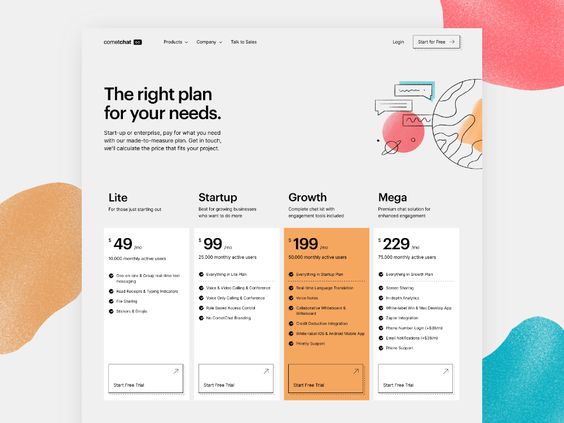 cometchat GO
Products
Company
Talk to Sales
Login
Start for Free
The right plan
for your needs.
Start-up or enterprise, pay for what you need
with our made-to-measure plan. Get in touch,
we'll calculate the price that fits your project.
Lite
For those just starting out
$ 49 /mo
10,000 monthly active users
One-on-one & Group real-time text
messaging
Read Receipts & Typing Indicators
File Sharing
Stickers & Emojis
Start Free Trial
Startup
Best for growing businesses
who want to do more
$ 99 /mo
25,000 monthly active users
Everything in Lite Plan
Voice & Video Calling & Conference
Voice Only Calling & Conference
Role Based Access Control
No CometChat Branding
Start Free Trial
Growth
Complete chat kit with
engagement tools included
$ 199 /mo
50,000 monthly active users
Everything in Startup Plan
Real-time Language Translation
Voice Notes
Collaborative Whiteboard &
Writeboard
Credit Deduction Integration
White-label iOS & Android Mobile App
Priority Support
Start Free Trial
Mega
Premium chat solution for
enhanced engagement
$ 229 /mo
75,000 monthly active users
Everything in Growth Plan
Screen Sharing
In-depth Analytics
White-label Win & Mac Desktop App
Zapier Integration
Phone Number Login (+$39/m)
Email Notifications (+$39/m)
Phone Support
Start Free Trial